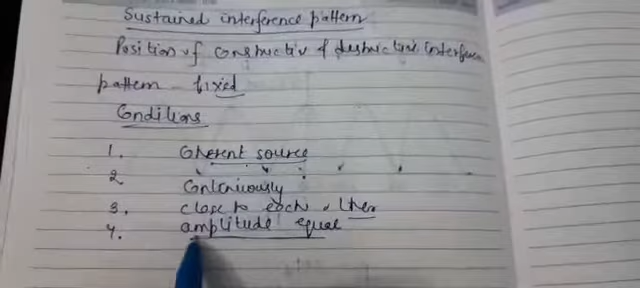 Sustained interference pattern
Position of constructiv & destructive interference
pattern fixed
Conditions
1. Coherent source
2 Continuously
3. close to each other
4. amplitude equal